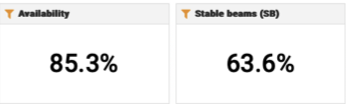 Availability
Stable beams (SB)
85.3%
63.6%